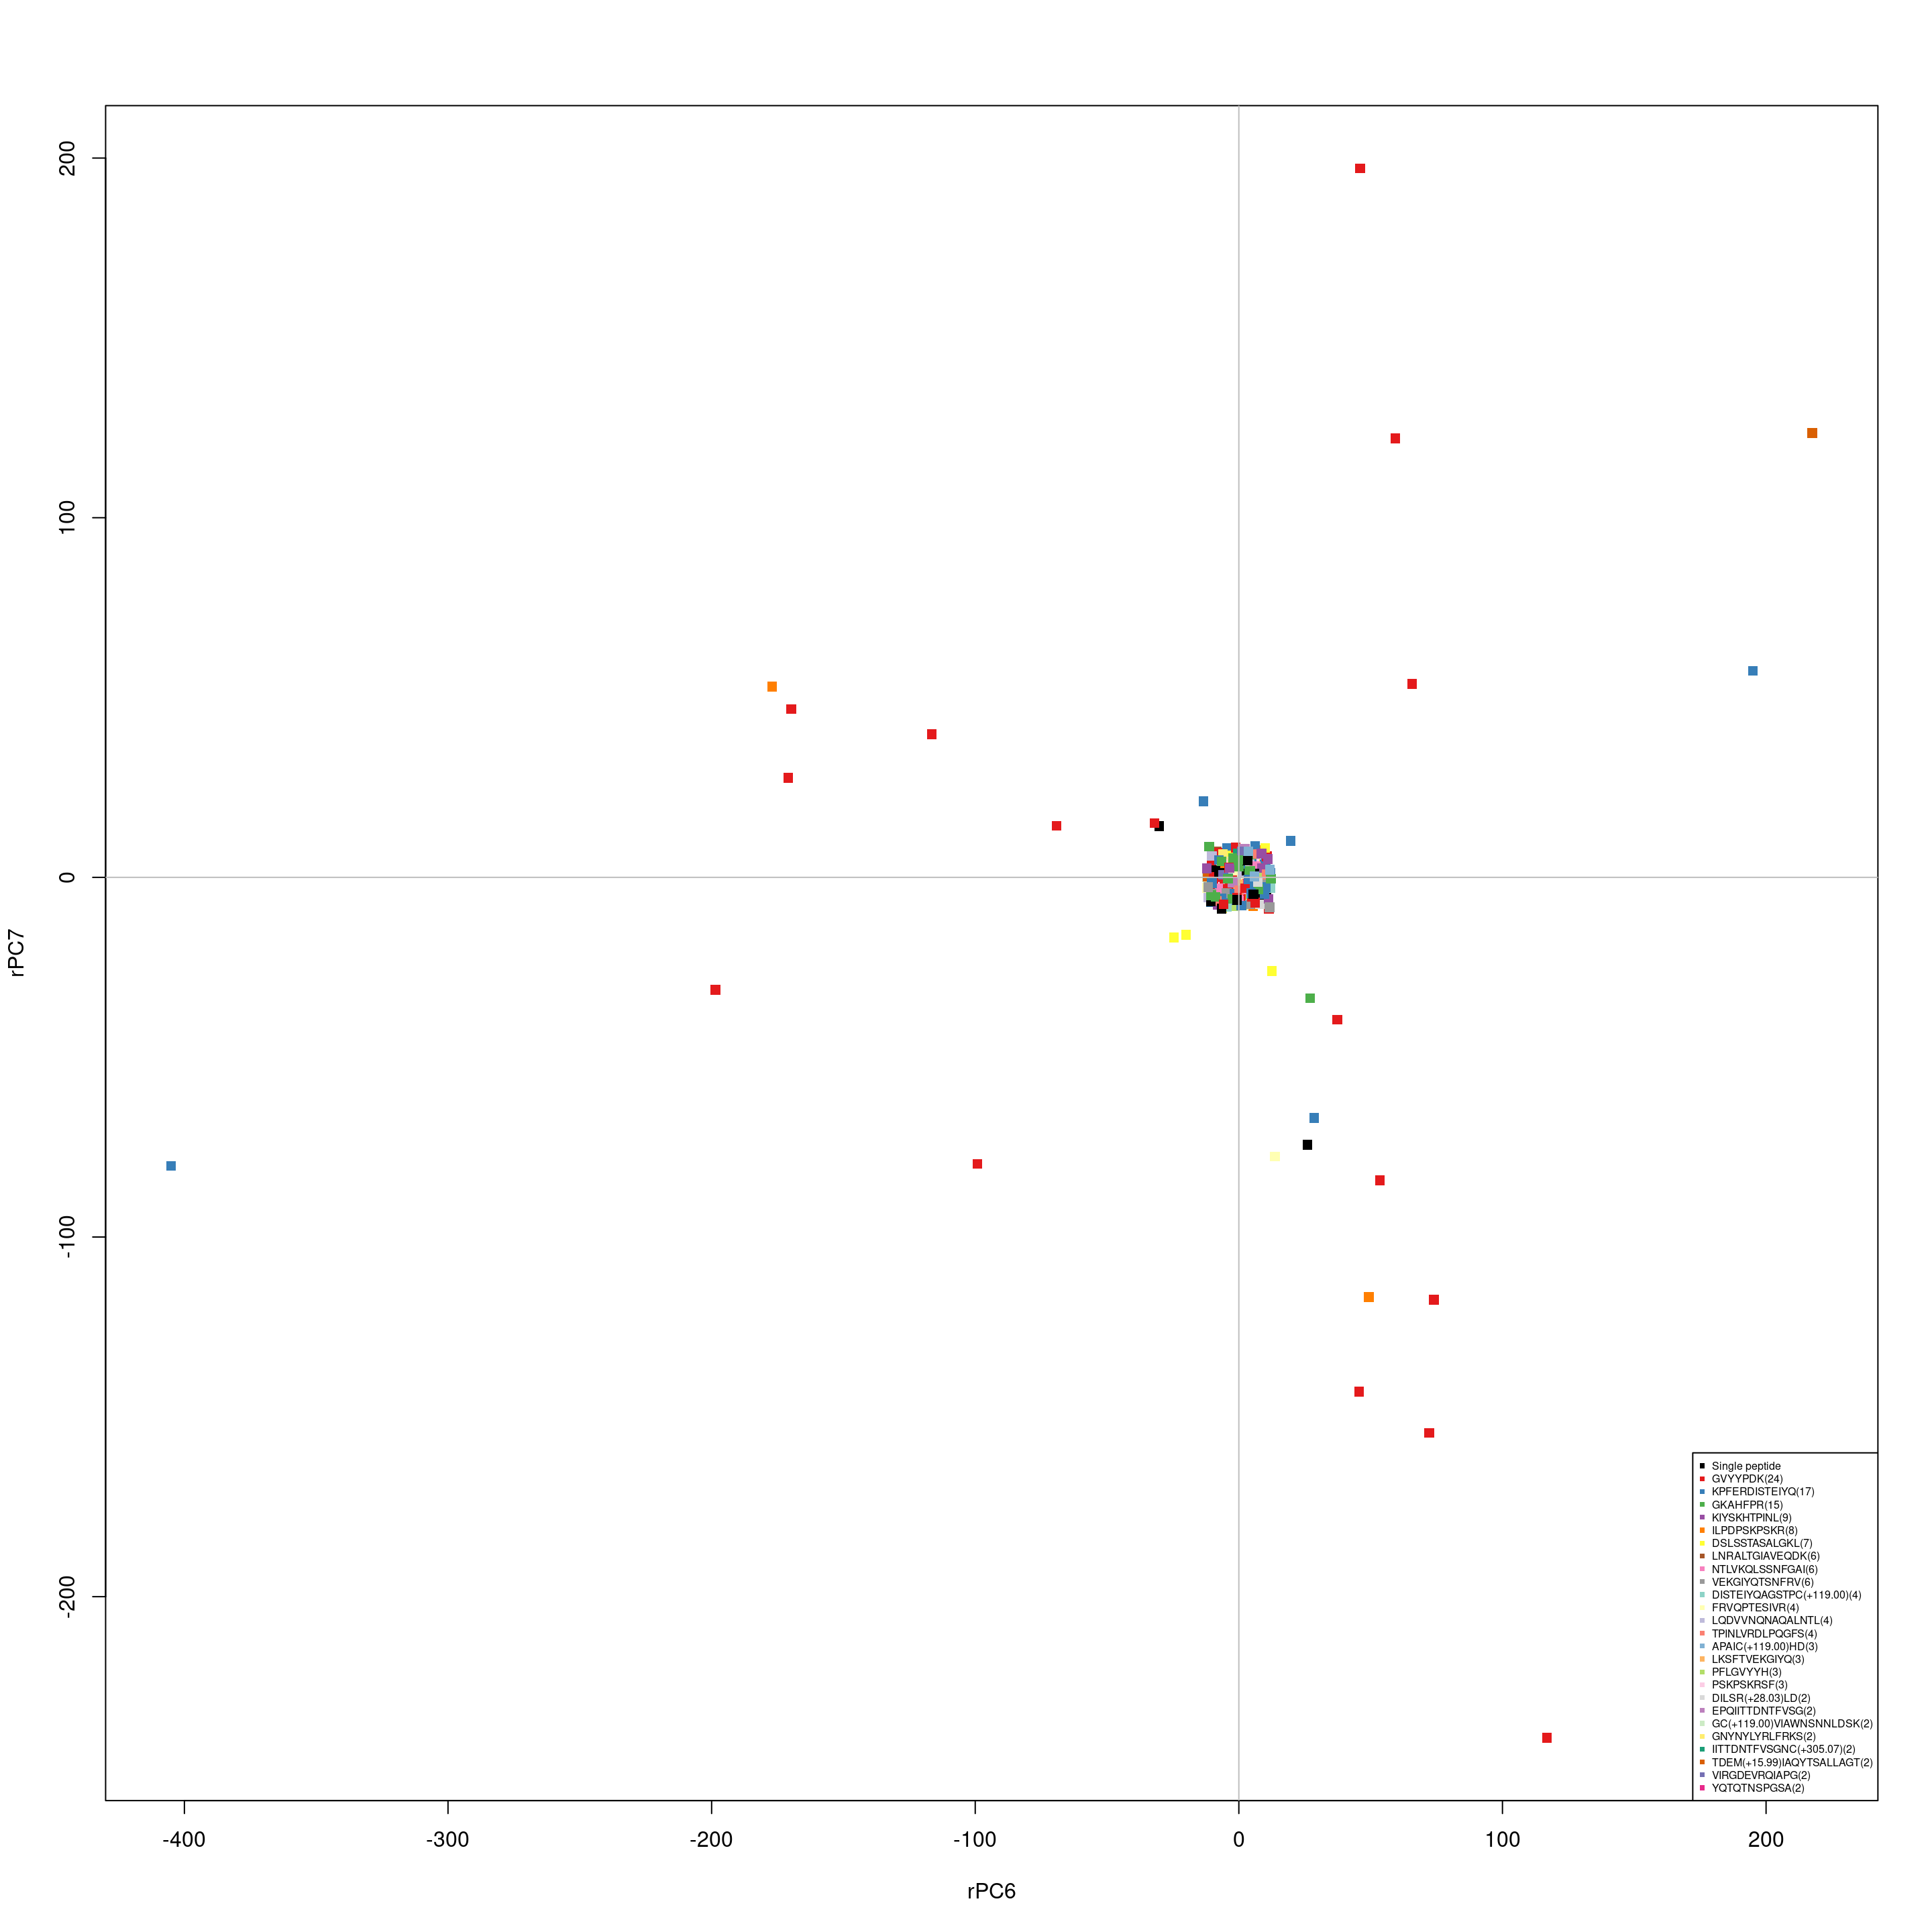 200
100
0
-100
-200
rPC7
-400
-300
-200
-100
0
100
200
rPC6
Single peptide
GVYYPDK(24)
KPFERDISTEIYQ(17)
GKAHFPR(15)
KIYSKHTPINL(9)
ILPDPSKPSKR(8)
DSLSSTASALGKL(7)
LNRALTGIAVEQDK(6)
NTLVKQLSSNFGAI(6)
VEKGIYQTSNFRV(6)
DISTEIYQAGSTPC(+119.00)(4)
FRVQPTESIVR(4)
LQDVVNQNAQALNTL(4)
TPINLVRDLPQGFS(4)
APAIC(+119.00)HD(3)
LKSFTVEKGIYQ(3)
PFLGVYYH(3)
PSKPSKRSF(3)
DILSR(+28.03)LD(2)
EPQIITTDNTFVSG(2)
GC(+119.00)VIAWNSNNLDSK(2)
GNYNYLYRLFRKS(2)
IITTDNTFVSGNC(+305.07)(2)
TDEM(+15.99)IAQYTSALLAGT(2)
VIRGDEVRQIAPG(2)
YQTQTNSPGSA(2)